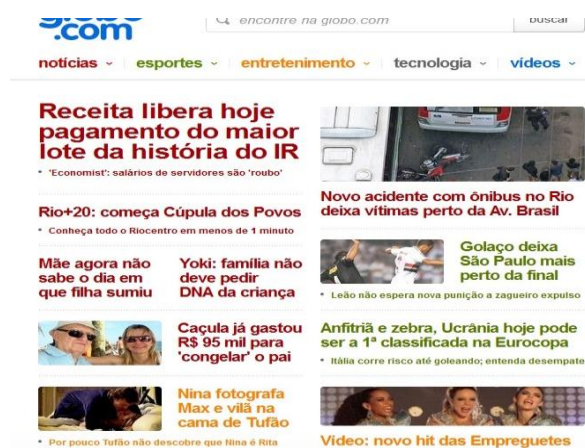 .com
encontre na globo.com
buscar
notícias
esportes
entretenimento
tecnologia
vídeos
Receita libera hoje
pagamento do maior
lote da história do IR
'Economist': salários de servidores são 'roubo'
Rio+20: começa Cúpula dos Povos
Conheça todo o Riocentro em menos de 1 minuto
Mãe agora não
sabe o dia em
que filha sumiu
Yoki: família não
deve pedir
DNA da criança
Caçula já gastou
R$ 95 mil para
'congelar' o pai
Nina fotografa
Max e vilã na
cama de Tufão
Por pouco Tufão não descobre que Nina é Rita
Novo acidente com ônibus no Rio
deixa vítimas perto da Av. Brasil
Golaço deixa
São Paulo mais
perto da final
Leão não espera nova punição a zagueiro expulso
Anfitriã e zebra, Ucrânia hoje pode
ser a 1ª classificada na Eurocopa
Itália corre risco até goleando; entenda desempate
Vídeo: novo hit das Empreguetes